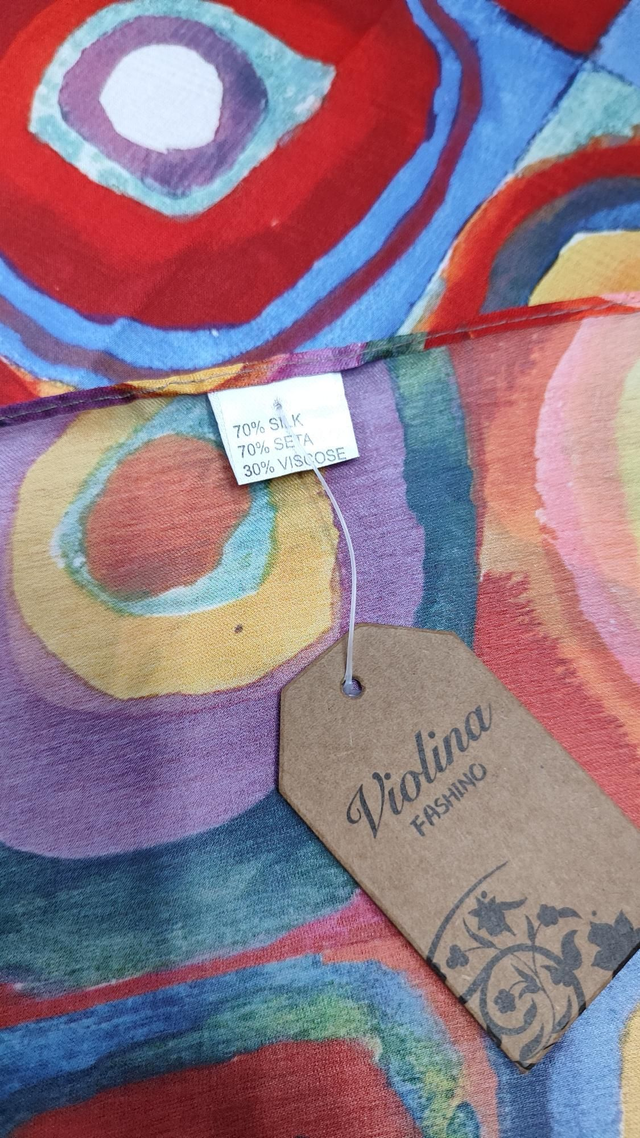 70% SILK
70% SETA
30% VISCOSE
Violina
FASHINO